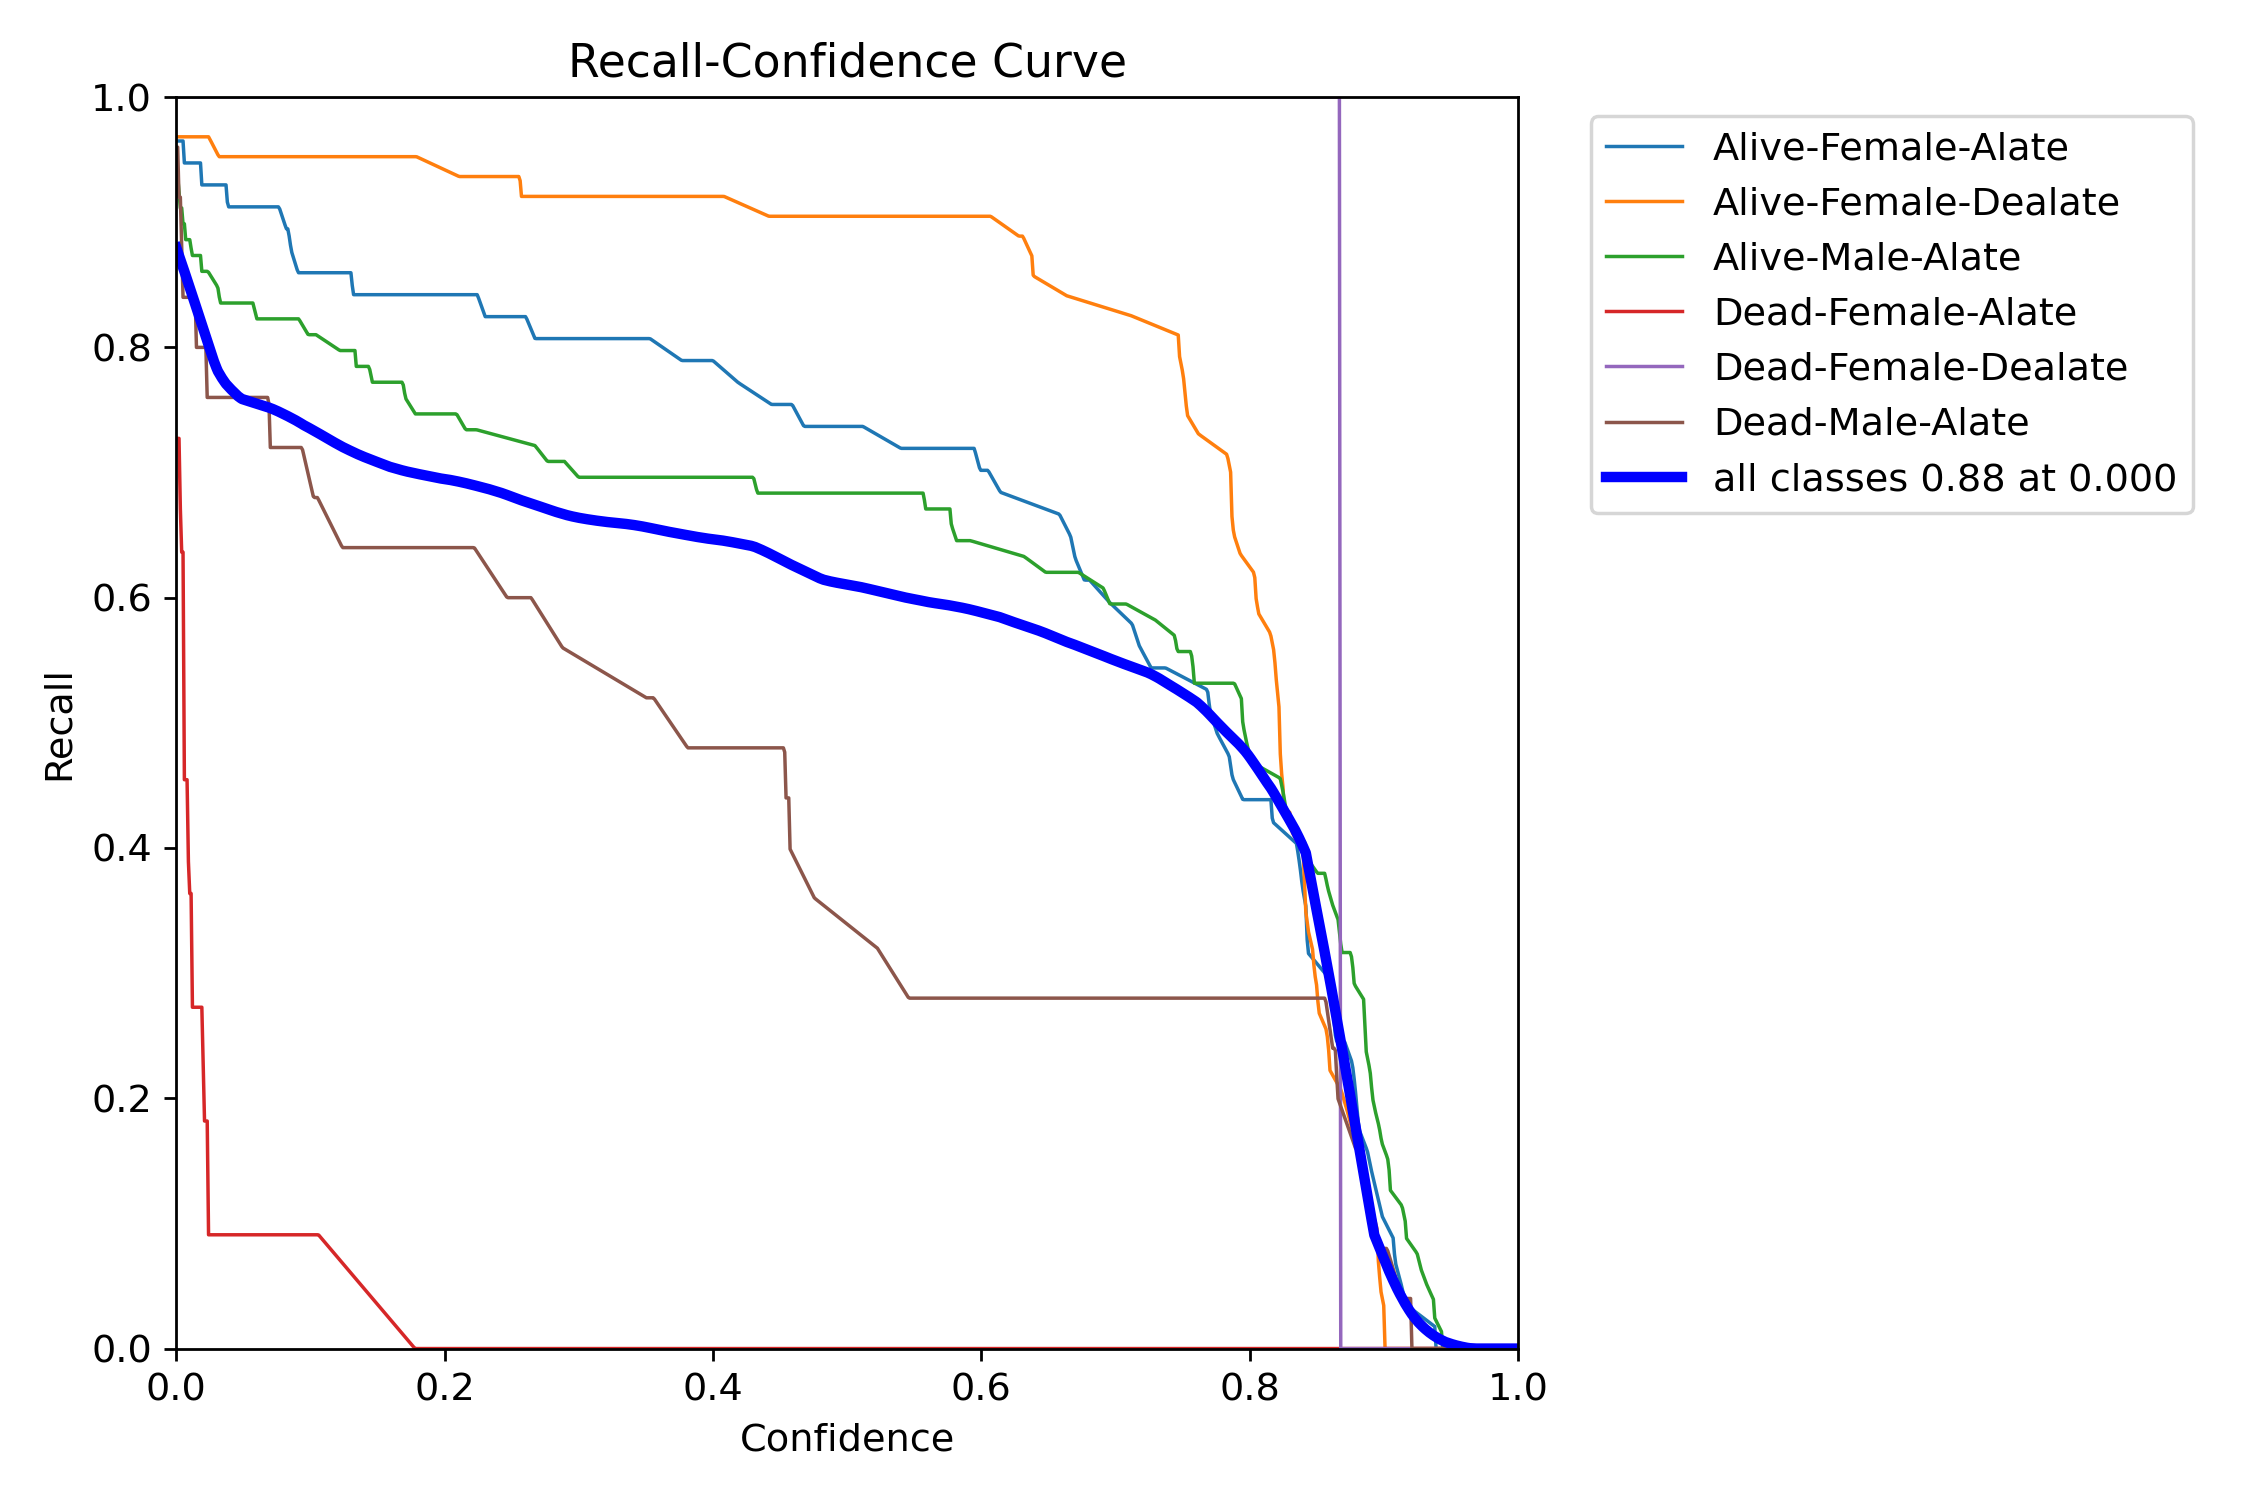 Recall-Confidence Curve
1.0
0.8
0.6
0.4
0.2
0.0
Recall
0.0 0.2 0.4 0.6 0.8 1.0
Confidence
Alive-Female-Alate
Alive-Female-Dealate
Alive-Male-Alate
Dead-Female-Alate
Dead-Female-Dealate
Dead-Male-Alate
all classes 0.88 at 0.000